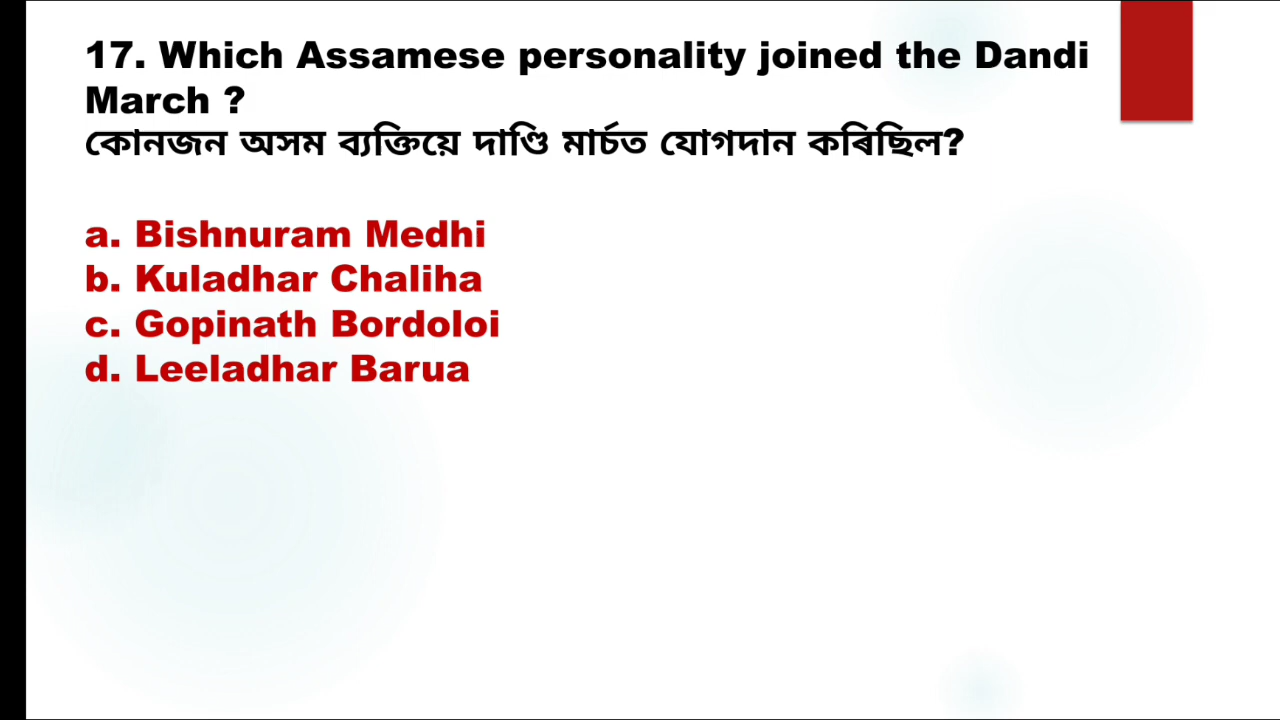 17. Which Assamese personality joined the Dandi
March ?
কোনজন অসম ব্যক্তিয়ে দাণ্ডি মাৰ্চত যোগদান কৰিছিল?
a. Bishnuram Medhi
b. Kuladhar Chaliha
c. Gopinath Bordoloi
d. Leeladhar Barua